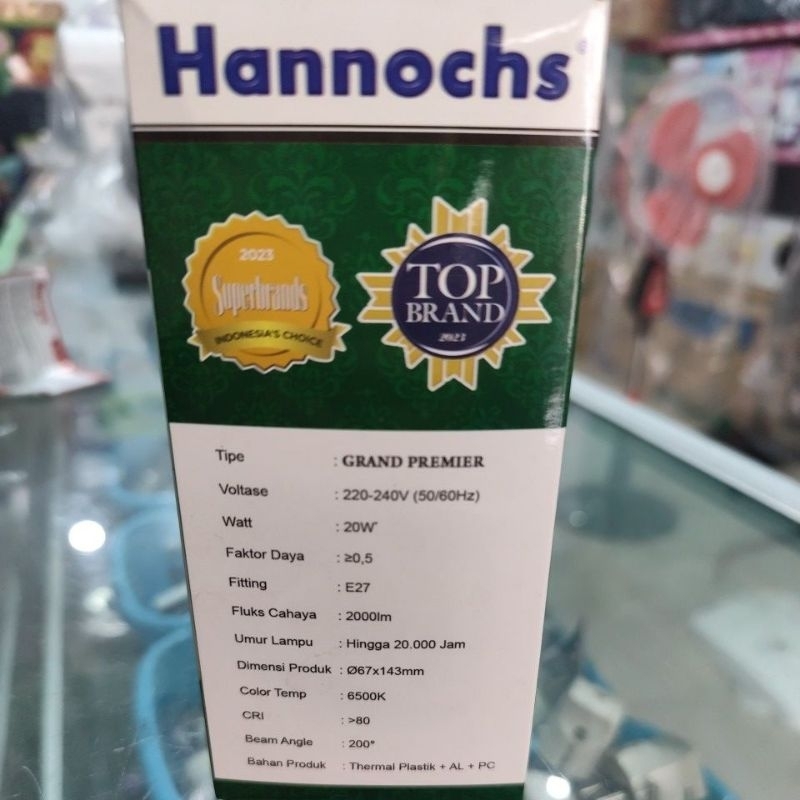 Hannochs®
2023
Superbrands
INDONESIA'S CHOICE
TOP
BRAND
2023
Tipe : GRAND PREMIER
Voltase : 220-240V (50/60Hz)
Watt : 20W
Faktor Daya : ≥0,5
Fitting : E27
Fluks Cahaya : 2000lm
Umur Lampu : Hingga 20.000 Jam
Dimensi Produk : Ø67x143mm
Color Temp : 6500K
CRI : >80
Beam Angle : 200°
Bahan Produk : Thermal Plastik + AL + PC